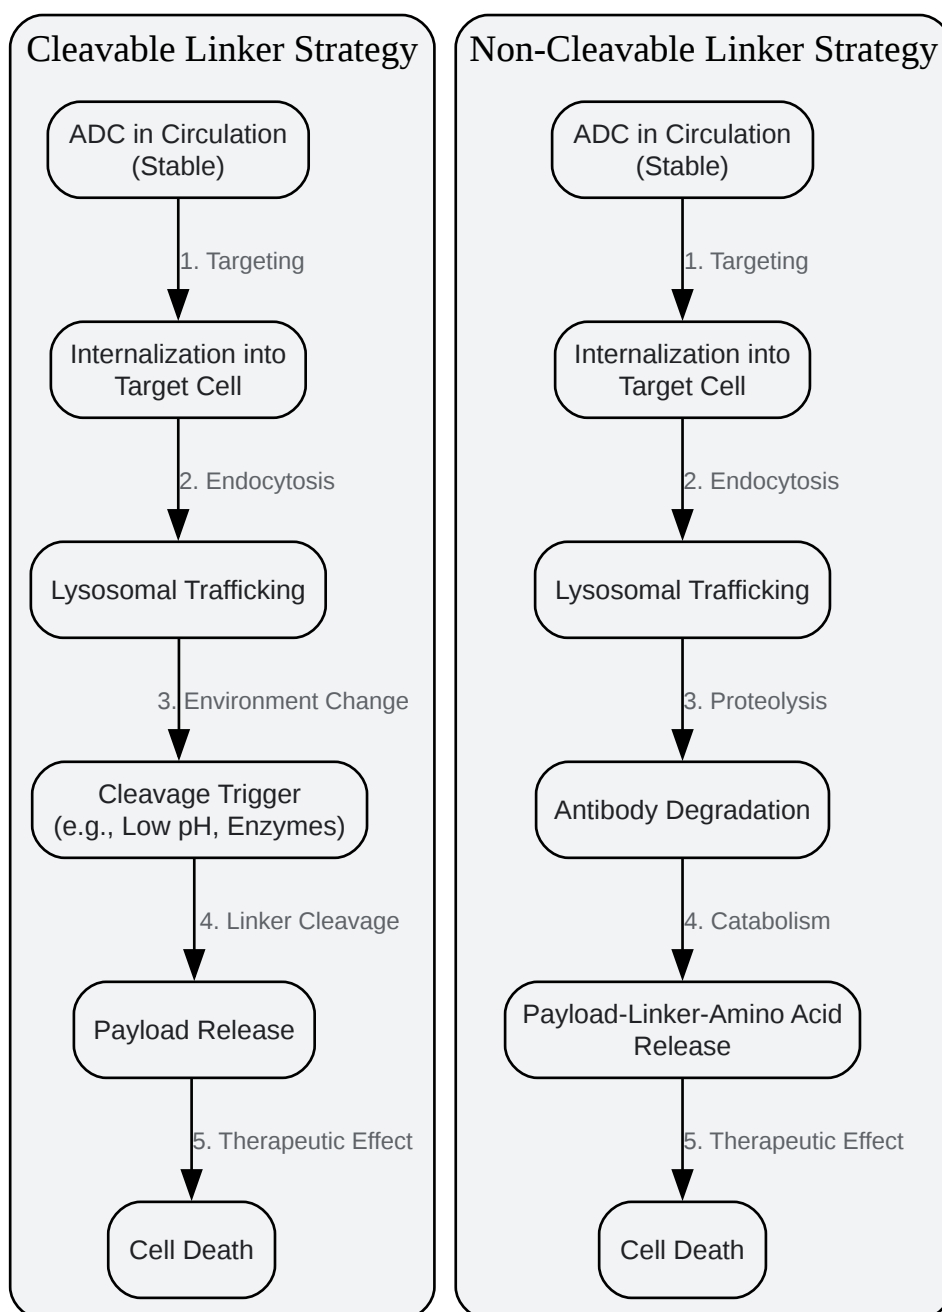 Cleavable Linker Strategy
ADC in Circulation
(Stable)
1. Targeting
Internalization into
Target Cell
2. Endocytosis
Lysosomal Trafficking
3. Environment Change
Cleavage Trigger
(e.g., Low pH, Enzymes)
4. Linker Cleavage
Payload Release
5. Therapeutic Effect
Cell Death
Non-Cleavable Linker Strategy
ADC in Circulation
(Stable)
1. Targeting
Internalization into
Target Cell
2. Endocytosis
Lysosomal Trafficking
3. Proteolysis
Antibody Degradation
4. Catabolism
Payload-Linker-Amino Acid
Release
5. Therapeutic Effect
Cell Death